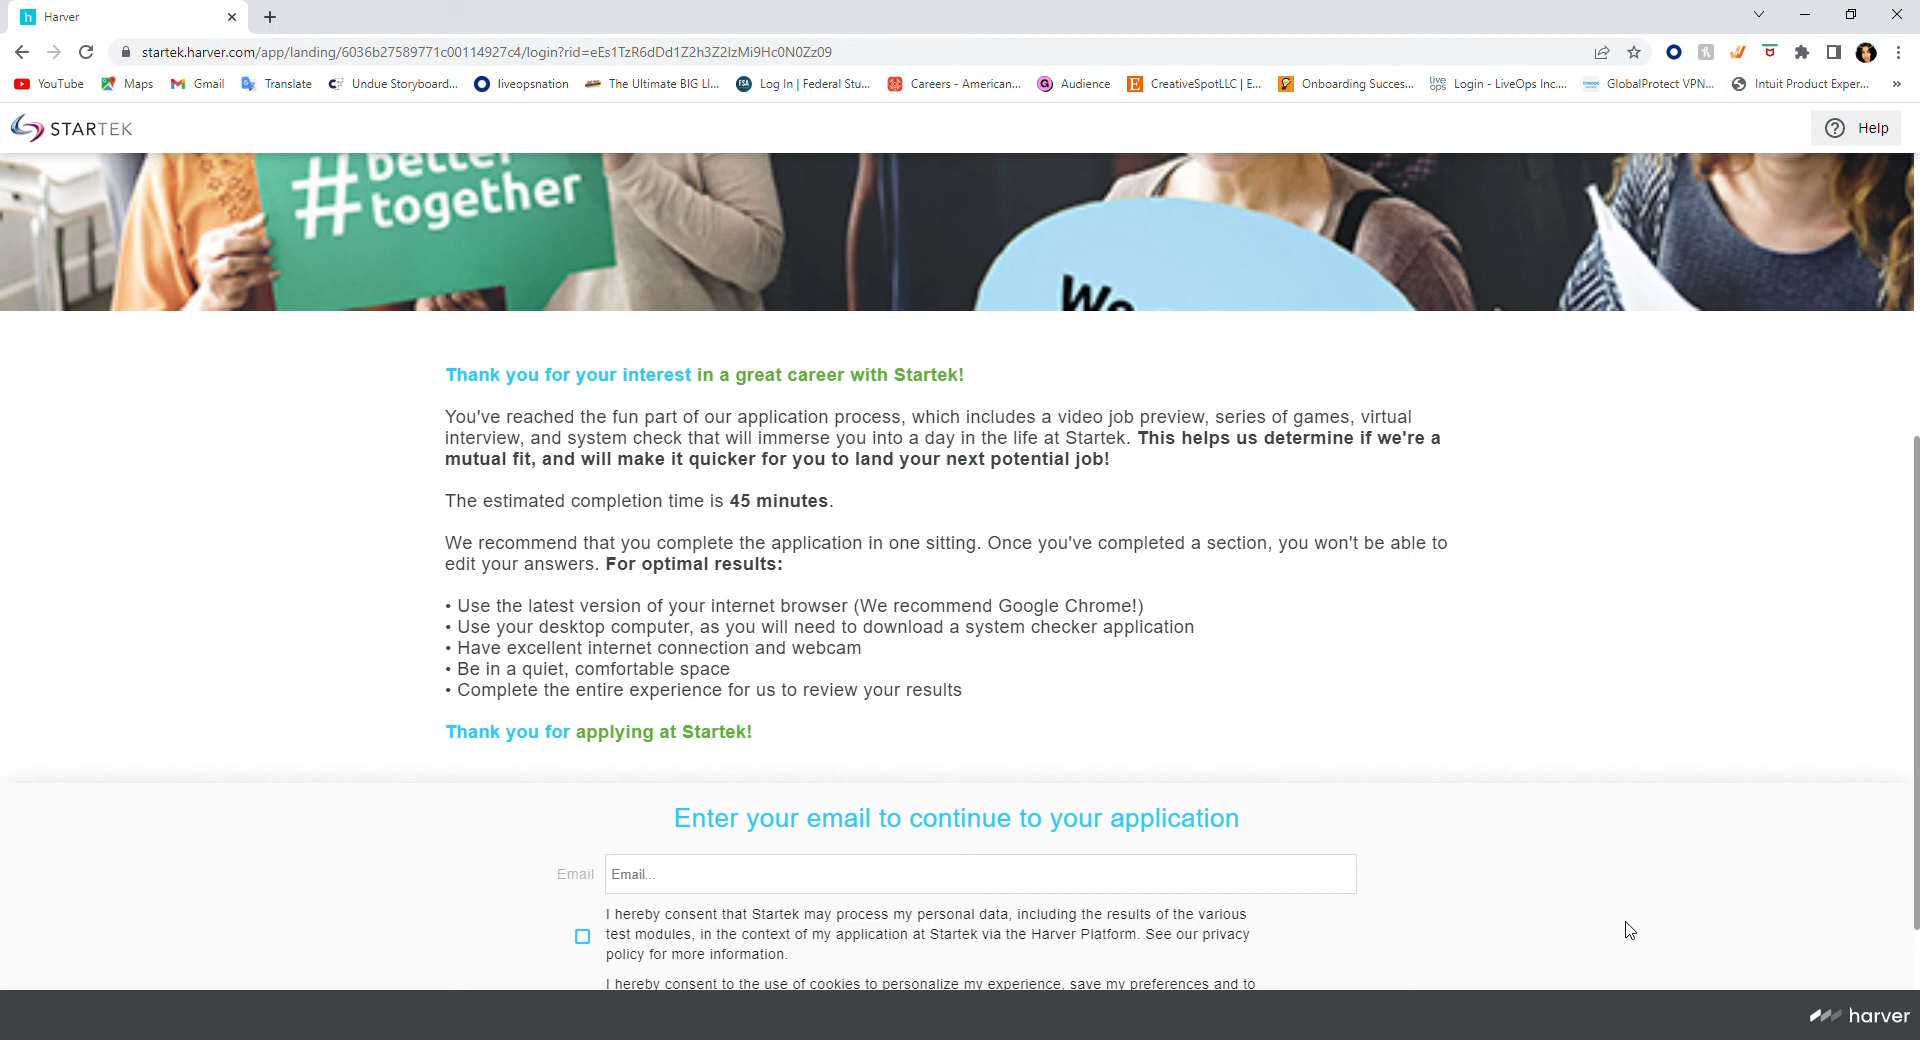 Harver
startek.harver.com/app/landing/6036b27589771c00114927c4/login?rid=eEs1TzR6dDd1Z2h3Z2IzMi9Hc0N0Zz09
YouTube Maps Gmail Translate Undue Storyboard... liveopsnation The Ultimate BIG LI... Log In | Federal Stu... Careers - American... Audience CreativeSpotLLC | E... Onboarding Succes... Login - LiveOps Inc.... GlobalProtect VPN... Intuit Product Exper... »
STARTEK
Help
#better
together
We
Thank you for your interest in a great career with Startek!
You've reached the fun part of our application process, which includes a video job preview, series of games, virtual
interview, and system check that will immerse you into a day in the life at Startek. This helps us determine if we're a
mutual fit, and will make it quicker for you to land your next potential job!
The estimated completion time is 45 minutes.
We recommend that you complete the application in one sitting. Once you've completed a section, you won't be able to
edit your answers. For optimal results:
• Use the latest version of your internet browser (We recommend Google Chrome!)
• Use your desktop computer, as you will need to download a system checker application
• Have excellent internet connection and webcam
• Be in a quiet, comfortable space
• Complete the entire experience for us to review your results
Thank you for applying at Startek!
Enter your email to continue to your application
Email Email...
I hereby consent that Startek may process my personal data, including the results of the various
test modules, in the context of my application at Startek via the Harver Platform. See our privacy
policy for more information.
I hereby consent to the use of cookies to personalize my experience, save my preferences and to
harver